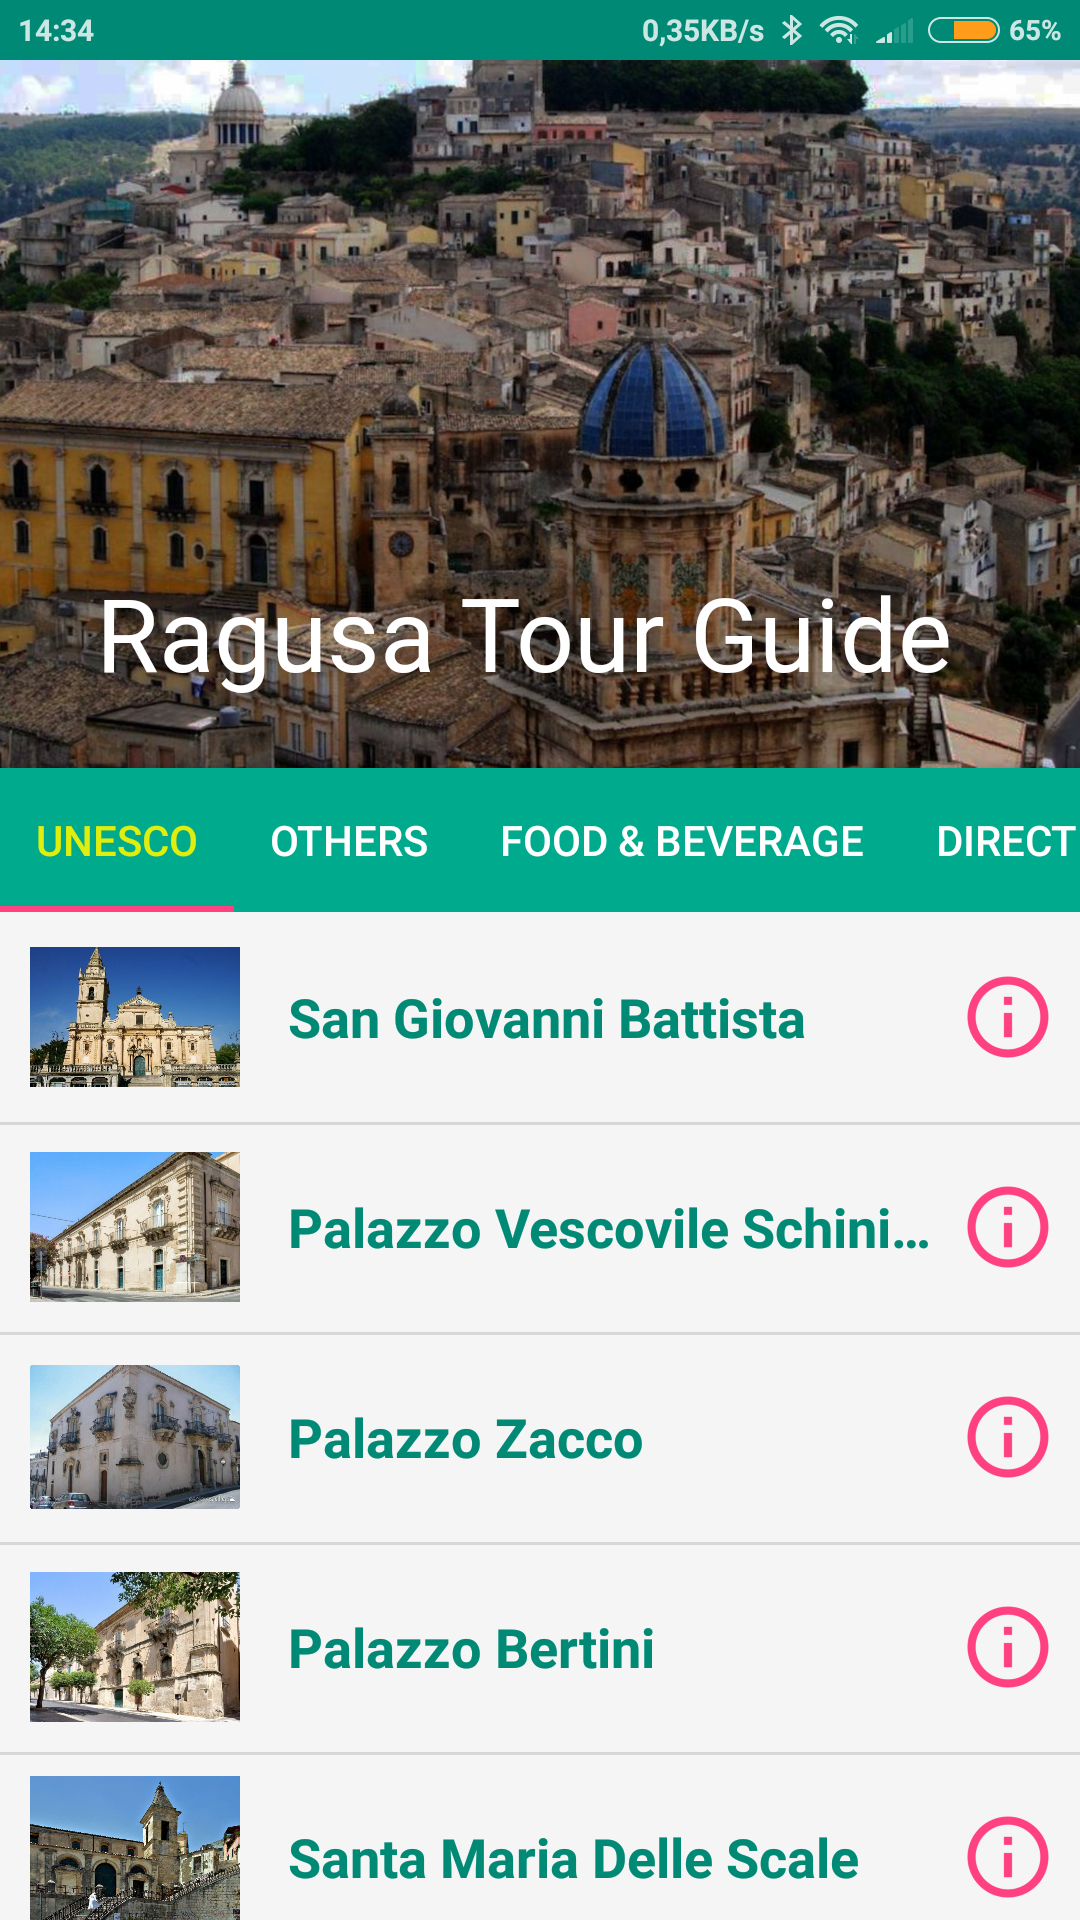 14:34 0,35KB/s 65%
Ragusa Tour Guide
UNESCO OTHERS FOOD & BEVERAGE DIRECT
San Giovanni Battista
Palazzo Vescovile Schini...
Palazzo Zacco
Palazzo Bertini
Santa Maria Delle Scale